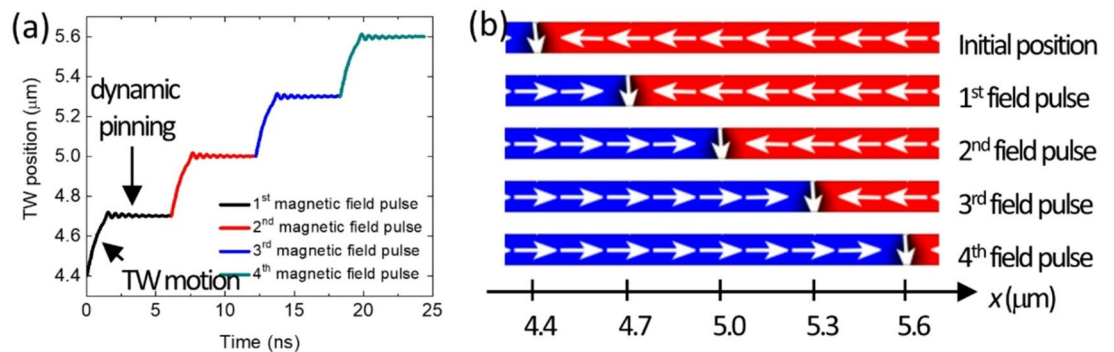 (a)
5.6
5.4
5.2
5.0
4.8
4.6
4.4
TW position (μm)
dynamic
pinning
TW motion
1st magnetic field pulse
2nd magnetic field pulse
3rd magnetic field pulse
4th magnetic field pulse
0 5 10 15 20 25
Time (ns)
(b)
Initial position
1st field pulse
2nd field pulse
3rd field pulse
4th field pulse
x (μm)
4.4 4.7 5.0 5.3 5.6